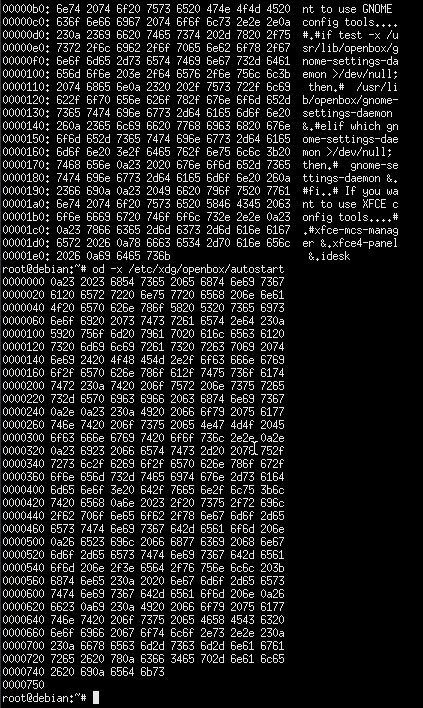 00000b0: 6e74 2074 6f20 7573 6520 474e 4f4d 4520  nt to use GNOME
00000c0: 636f 6e66 6967 2074 6f6f 6c73 2e2e 2e0a  config tools....
00000d0: 230a 2369 6620 7465 7374 202d 7820 2f75  #.#if test -x /u
00000e0: 7372 2f6c 6962 2f6f 7065 6e62 6f78 2f67  sr/lib/openbox/g
00000f0: 6e6f 6d65 2d73 6574 7469 6e67 732d 6461  nome-settings-da
0000100: 656d 6f6e 203e 2f64 6576 2f6e 756c 6c3b  emon >/dev/null;
0000110: 2074 6865 6e0a 2320 202f 7573 722f 6c69   then.#  /usr/li
0000120: 622f 6f70 656e 626f 782f 676e 6f6d 652d  b/openbox/gnome-
0000130: 7365 7474 696e 6773 2d64 6165 6d6f 6e20  settings-daemon
0000140: 260a 2365 6c69 6620 7768 6963 6820 676e  &.#elif which gn
0000150: 6f6d 652d 7365 7474 696e 6773 2d64 6165  ome-settings-dae
0000160: 6d6f 6e20 3e2f 6465 762f 6e75 6c6c 3b20  mon >/dev/null;
0000170: 7468 656e 0a23 2020 676e 6f6d 652d 7365  then.#  gnome-se
0000180: 7474 696e 6773 2d64 6165 6d6f 6e20 260a  ttings-daemon &.
0000190: 2366 690a 0a23 2049 6620 796f 7520 7761  #fi..# If you wa
00001a0: 6e74 2074 6f20 7573 6520 5846 4345 2063  nt to use XFCE c
00001b0: 6f6e 6669 6720 746f 6f6c 732e 2e2e 0a23  onfig tools....#
00001c0: 0a23 7866 6365 2d6d 6373 2d6d 616e 6167  .#xfce-mcs-manag
00001d0: 6572 2026 0a78 6663 6534 2d70 616e 656c  er &.xfce4-panel
00001e0: 2026 0a69 6465 736b                       &.idesk
root@debian:~# od -x /etc/xdg/openbox/autostart
0000000 0a23 2023 6854 7365 2065 6874 6e69 7367
0000020 6120 6572 7220 6e75 7720 6568 206e 6e61
0000040 4f20 6570 626e 786f 5820 5320 7365 6973
0000060 6e6f 6920 2073 7473 7261 6574 2e64 230a
0000100 5920 756f 6d20 7961 7020 616c 6563 6120
0000120 7320 6d69 6c69 7261 7320 7263 7069 2074
0000140 6e69 2420 4f48 454d 2e2f 6f63 666e 6769
0000160 6f2f 6570 626e 786f 612f 7475 736f 6174
0000200 7472 230a 7420 206f 7572 206e 7375 7265
0000220 732d 6570 6963 6966 2063 6874 6e69 7367
0000240 0a2e 0a23 230a 4920 2066 6f79 2075 6177
0000260 746e 7420 206f 7375 2065 4e47 4d4f 2045
0000300 6f63 666e 6769 7420 6f6f 736c 2e2e 0a2e
0000320 0a23 6923 2066 6574 7473 2d20 2078 752f
0000340 7273 6c2f 6269 6f2f 6570 626e 786f 672f
0000360 6f6e 656d 732d 7465 6974 676e 2d73 6164
0000400 6d65 6e6f 3e20 642f 7665 6e2f 6c75 3b6c
0000420 7420 6568 0a6e 2023 2f20 7375 2f72 696c
0000440 2f62 706f 6e65 6f62 2f78 6e67 6d6f 2d65
0000460 6573 7474 6e69 7367 642d 6561 6f6d 206e
0000500 0a26 6523 696c 2066 6877 6369 2068 6e67
0000520 6d6f 2d65 6573 7474 6e69 7367 642d 6561
0000540 6f6d 206e 2f3e 6564 2f76 756e 6c6c 203b
0000560 6874 6e65 230a 2020 6e67 6d6f 2d65 6573
0000600 7474 6e69 7367 642d 6561 6f6d 206e 0a26
0000620 6623 0a69 230a 4920 2066 6f79 2075 6177
0000640 746e 7420 206f 7375 2065 4658 4543 6320
0000660 6e6f 6966 2067 6f74 6c6f 2e73 2e2e 230a
0000700 230a 6678 6563 6d2d 7363 6d2d 6e61 6761
0000720 7265 2620 780a 6366 3465 702d 6e61 6c65
0000740 2620 690a 6564 6b73
0000750
root@debian:~#